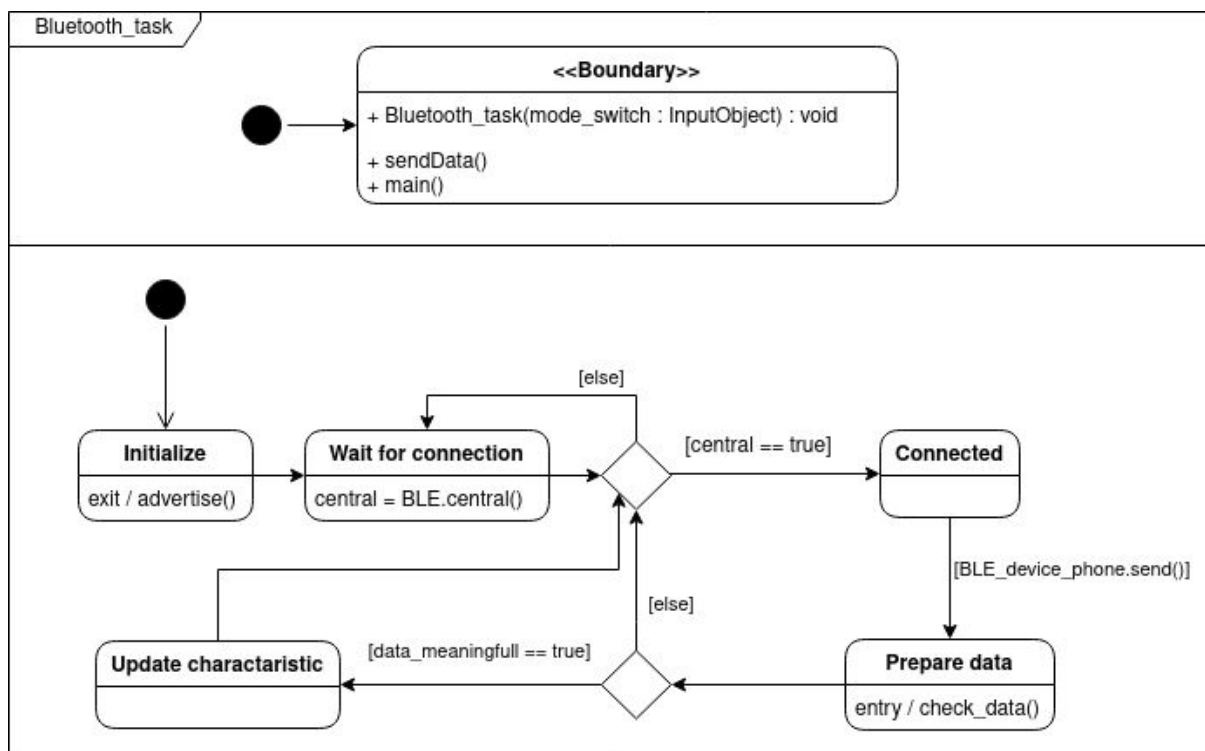 Bluetooth_task
<<Boundary>>
+ Bluetooth_task(mode_switch : InputObject) : void
+ sendData()
+ main()
[else]
Initialize
exit / advertise()
Wait for connection
central = BLE.central()
[central == true]
Connected
[BLE_device_phone.send()]
[else]
[data_meaningfull == true]
Update charactaristic
Prepare data
entry / check_data()